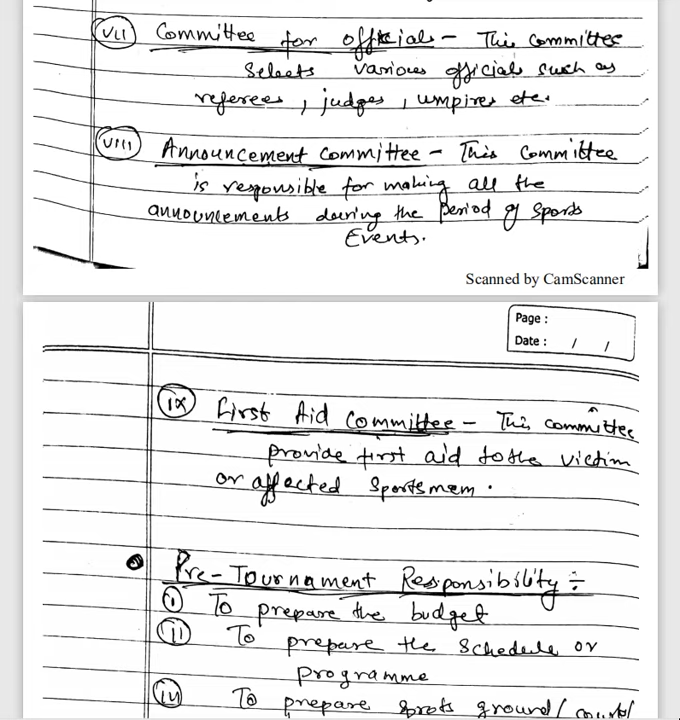 (vii) Committee for officials - This committee
selects various officials such as
referees, judges, umpires etc.
(viii) Announcement committee - This committee
is responsible for making all the
announcements during the period of sports
Events.
Scanned by CamScanner
Page :
Date : / /
(ix) First Aid committee - This committee
provide first aid to the victim
or affected sportsmem.
Pre-Tournament Responsibility ÷
(i) To prepare the budget
(ii) To prepare the schedule or
programme
To prepare ground/